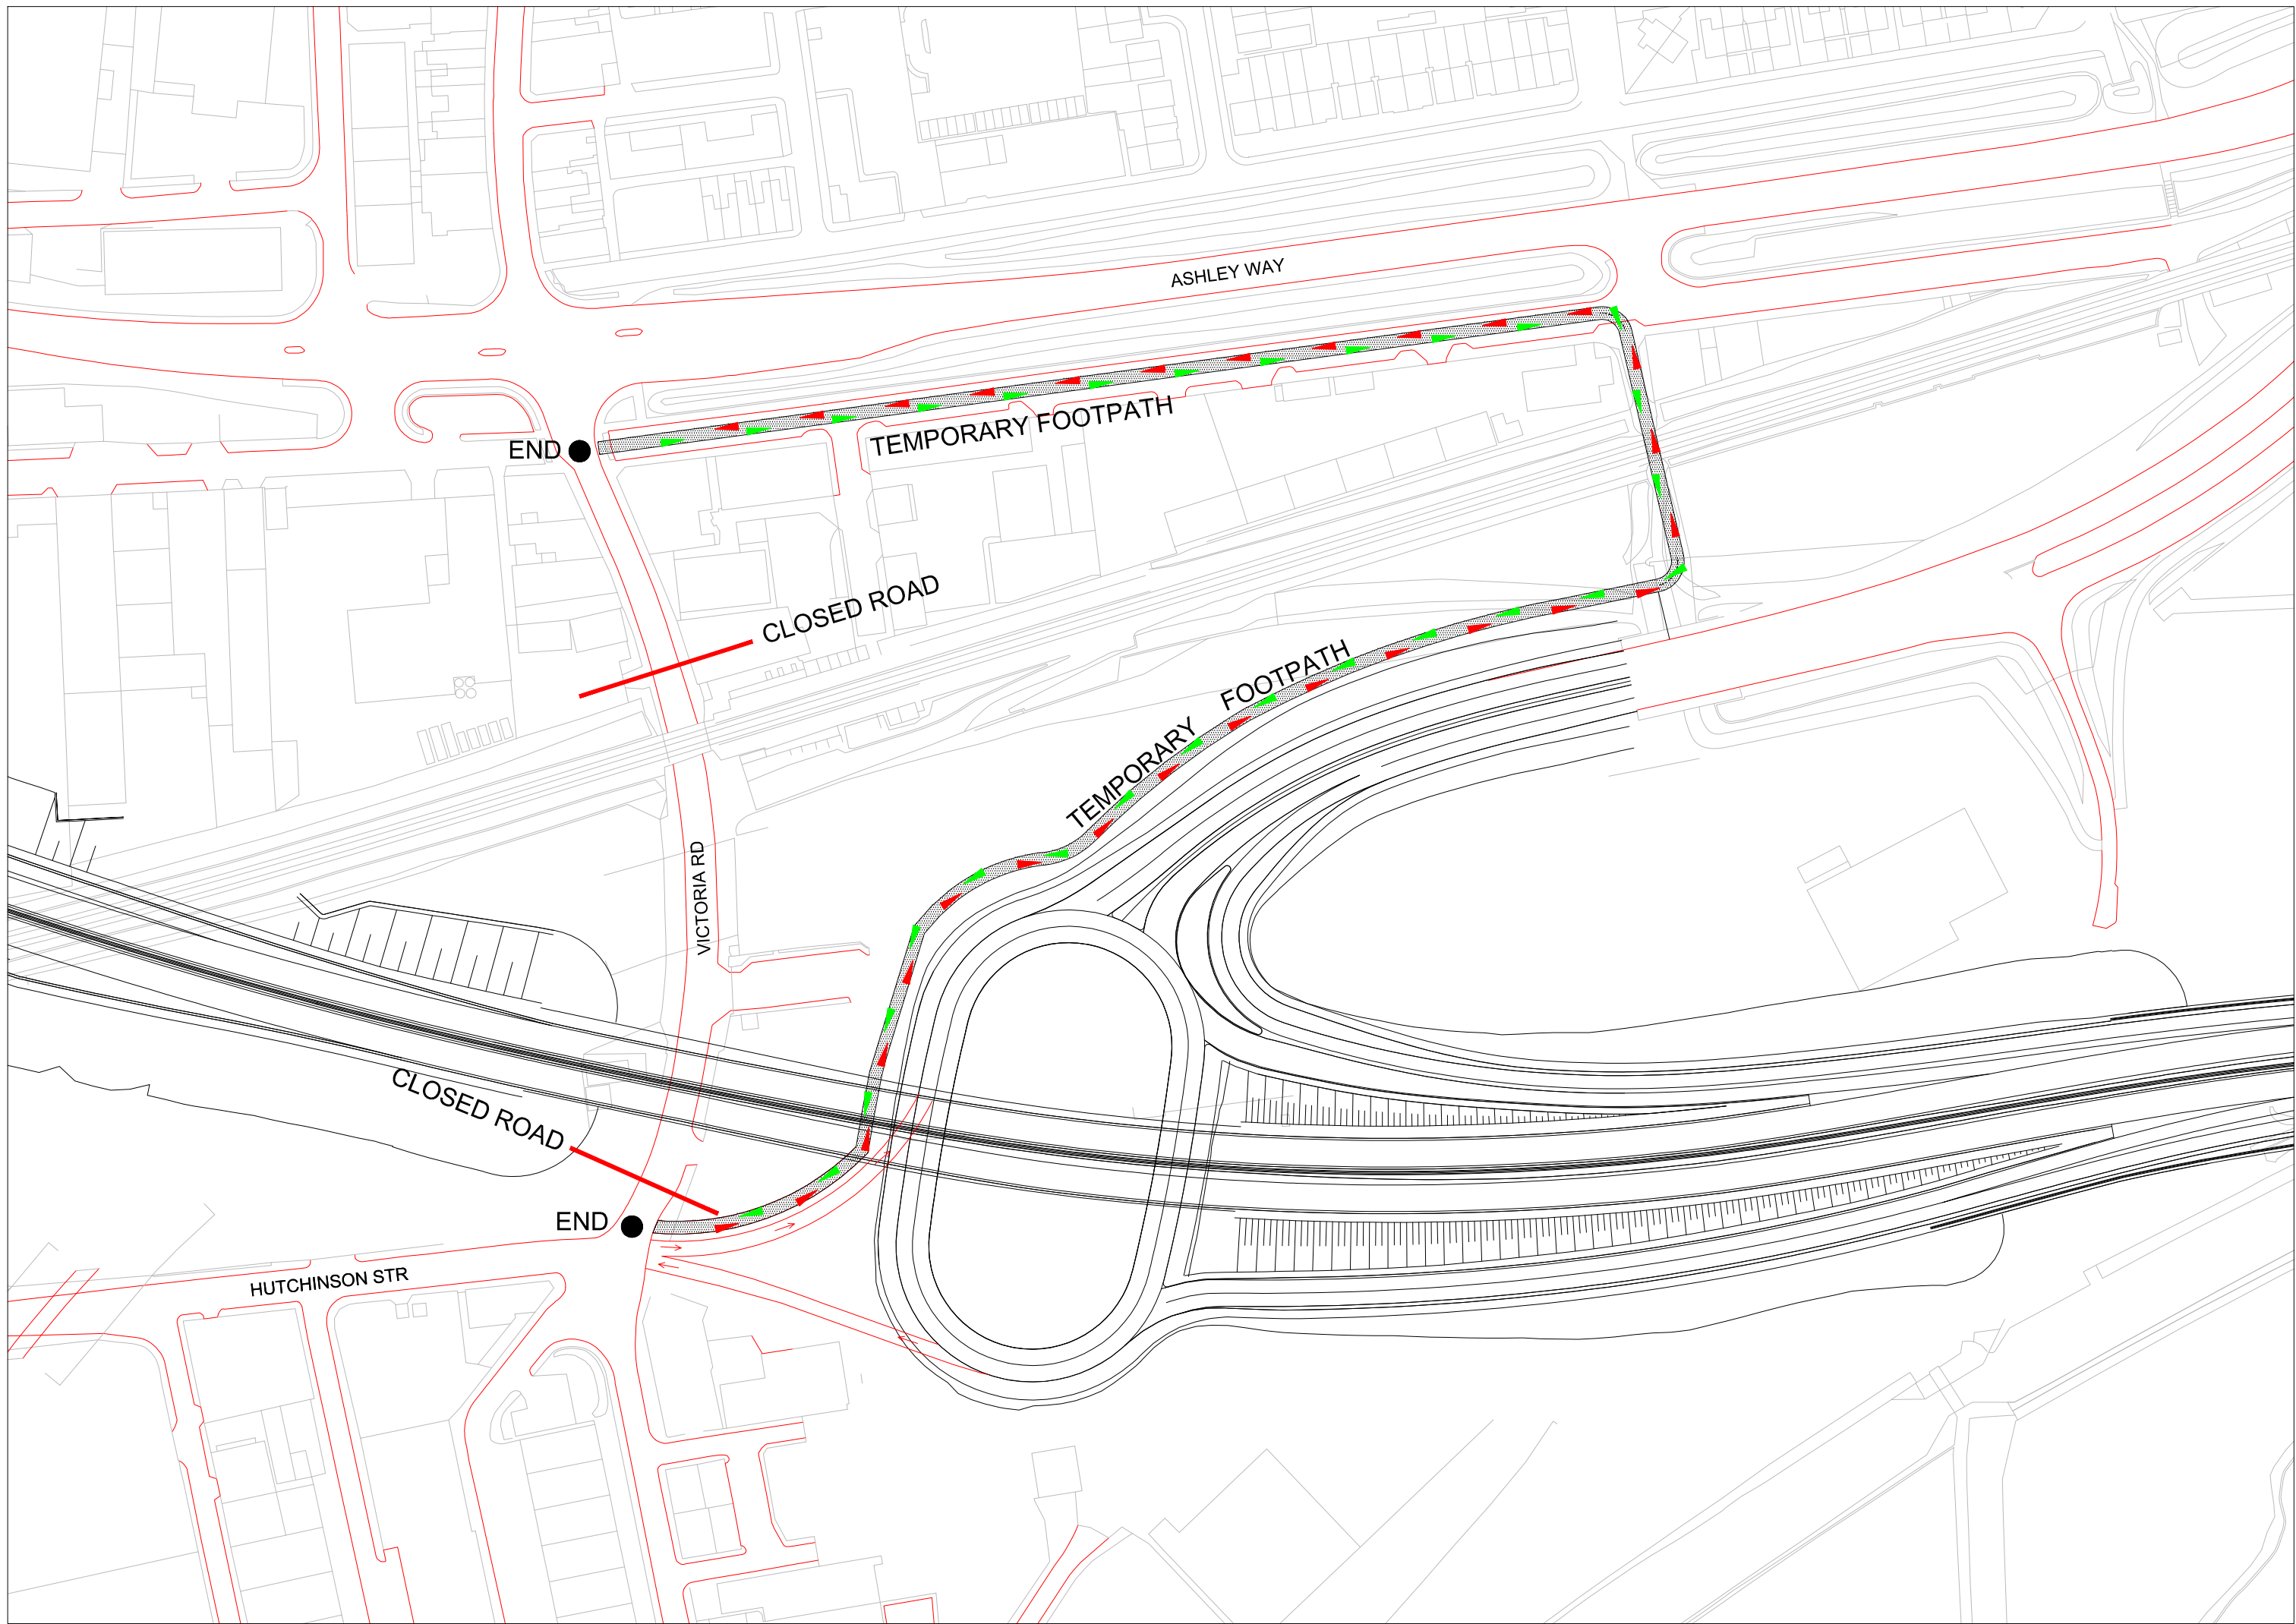 ASHLEY WAY
TEMPORARY FOOTPATH
END
CLOSED ROAD
TEMPORARY FOOTPATH
VICTORIA RD
CLOSED ROAD
END
HUTCHINSON STR